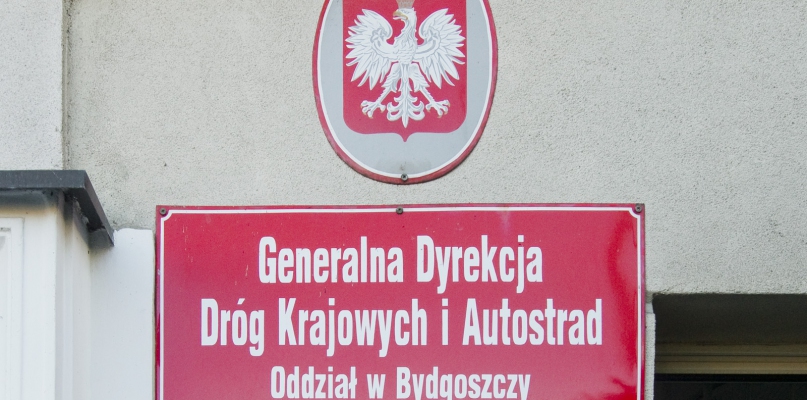 Generalna Dyrekcja
Dróg Krajowych i Autostrad
Oddział w Bydgoszczy